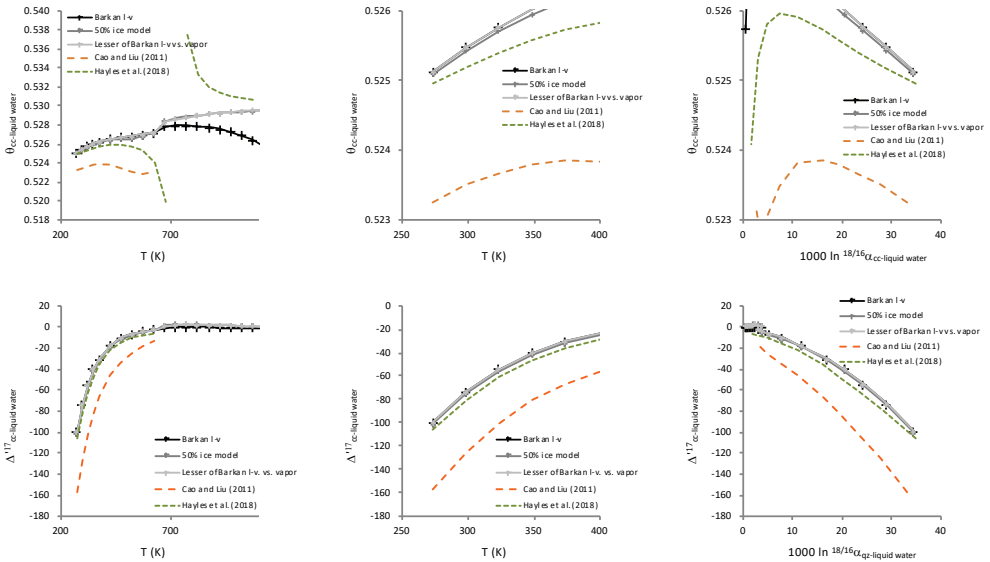 0.540
0.538
0.536
0.534
0.532
0.530
0.528
0.526
0.524
0.522
0.520
0.518
θcc-liquid water
200
700
T (K)
Barkan l-v
50% ice model
Lesser of Barkan l-v vs. vapor
Cao and Liu (2011)
Hayles et al. (2018)
0.526
0.525
0.524
0.523
θcc-liquid water
250
300
350
400
T (K)
Barkan l-v
50% ice model
Lesser of Barkan l-v vs. vapor
Cao and Liu (2011)
Hayles et al. (2018)
0.526
0.525
0.524
0.523
θcc-liquid water
0
10
20
30
40
1000 ln 18/16αcc-liquid water
Barkan l-v
50% ice model
Lesser of Barkan l-v vs. vapor
Cao and Liu (2011)
Hayles et al. (2018)
20
0
-20
-40
-60
-80
-100
-120
-140
-160
-180
Δ'17cc-liquid water
200
700
T (K)
Barkan l-v
50% ice model
Lesser of Barkan l-v. vs. vapor
Cao and Liu (2011)
Hayles et al. (2018)
20
0
-20
-40
-60
-80
-100
-120
-140
-160
-180
Δ'17cc-liquid water
250
300
350
400
T (K)
Barkan l-v
50% ice model
Lesser of Barkan l-v. vs. vapor
Cao and Liu (2011)
Hayles et al. (2018)
20
0
-20
-40
-60
-80
-100
-120
-140
-160
-180
Δ'17cc-liquid water
0
10
20
30
40
1000 ln 18/16αqz-liquid water
Barkan l-v
50% ice model
Lesser of Barkan l-v vs. vapor
Cao and Liu (2011)
Hayles et al. (2018)